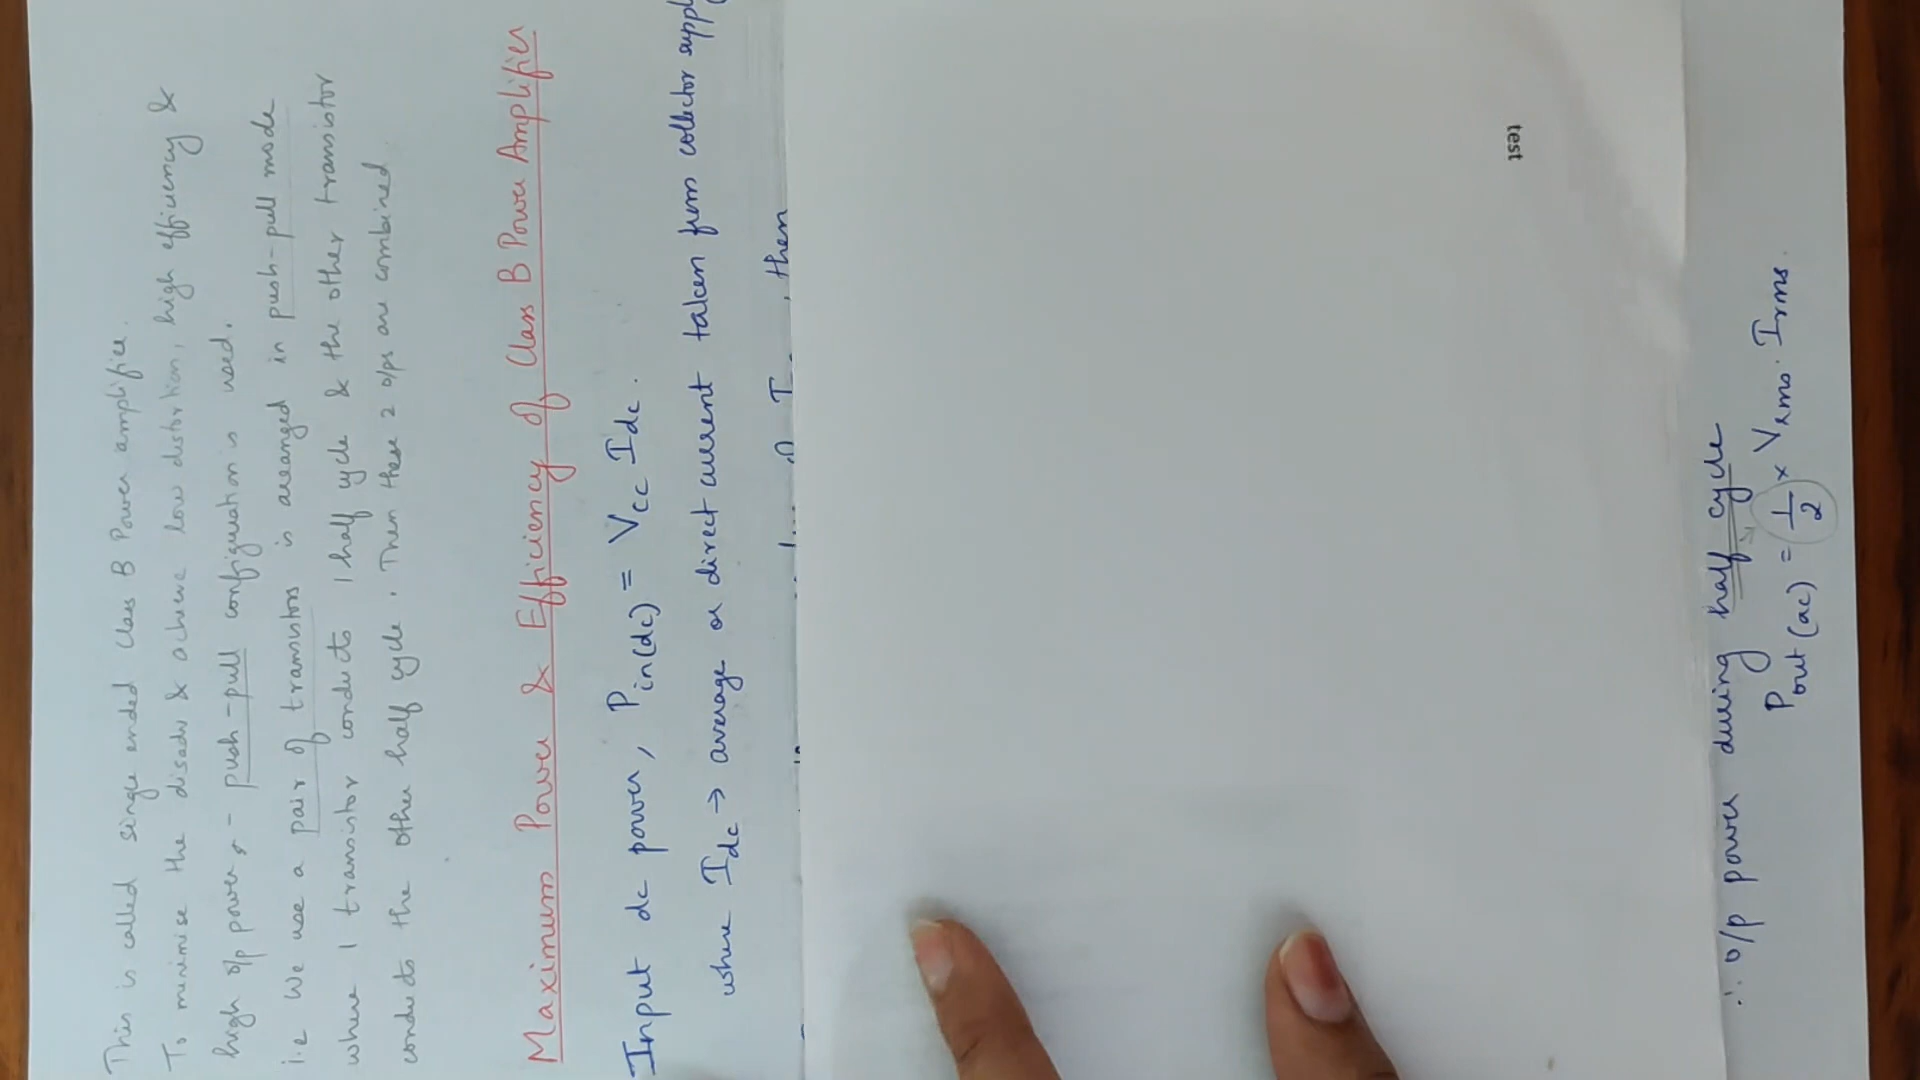 This is called single ended Class B Power amplifier.
To minimise the disadv & achieve low distortion, high efficiency &
high o/p power, - push-pull configuration is used.
i.e We use a pair of transistors is arranged in push-pull mode
where 1 transistor conducts 1 half cycle & the other transistor
conducts the other half cycle. Then these 2 o/ps are combined.
Maximum Power & Efficiency of Class B Power Amplifier
Input dc power, Pin(dc) = Vcc Idc.
where Idc → average or direct current taken from collector suppl
then
test
∴ o/p power during half cycle
Pout (ac) = 1/2 × Vrms. Irms.